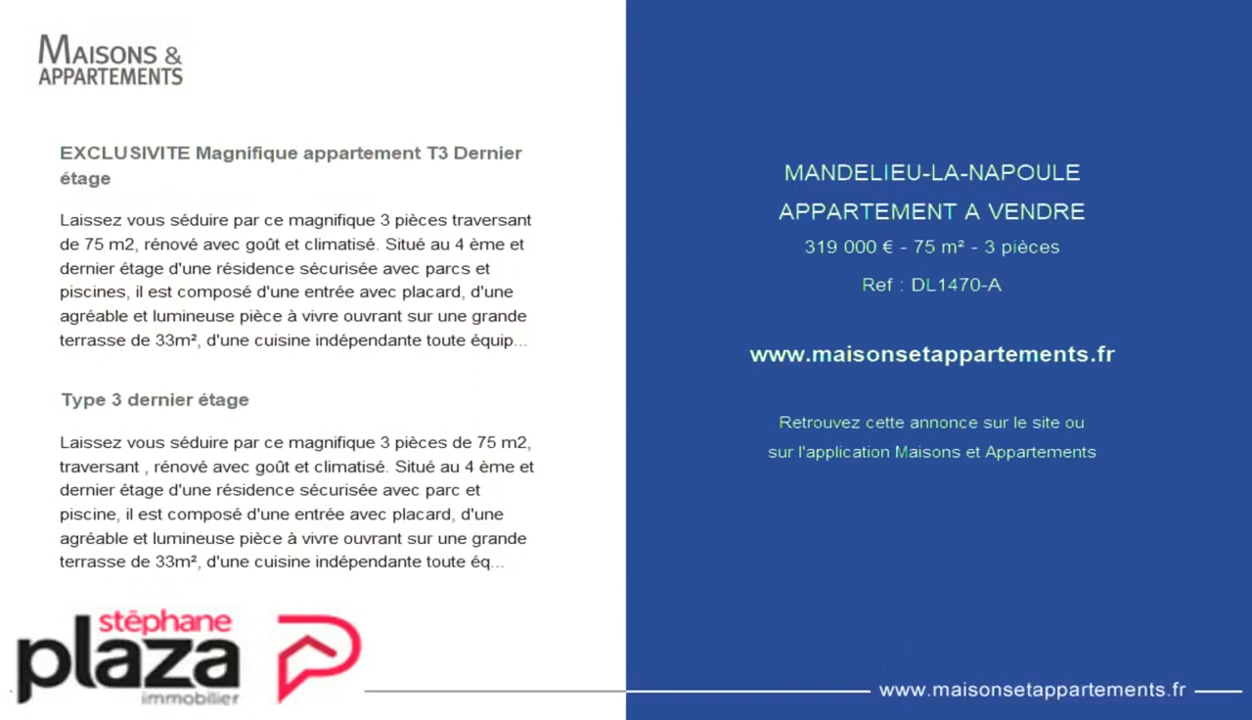 MAISONS &
APPARTEMENTS
EXCLUSIVITE Magnifique appartement T3 Dernier
étage
Laissez vous séduire par ce magnifique 3 pièces traversant
de 75 m2, rénové avec goût et climatisé. Situé au 4 ème et
dernier étage d'une résidence sécurisée avec parcs et
piscines, il est composé d'une entrée avec placard, d'une
agréable et lumineuse pièce à vivre ouvrant sur une grande
terrasse de 33m², d'une cuisine indépendante toute équip...
Type 3 dernier étage
Laissez vous séduire par ce magnifique 3 pièces de 75 m2,
traversant , rénové avec goût et climatisé. Situé au 4 ème et
dernier étage d'une résidence sécurisée avec parc et
piscine, il est composé d'une entrée avec placard, d'une
agréable et lumineuse pièce à vivre ouvrant sur une grande
terrasse de 33m², d'une cuisine indépendante toute éq...
stéphane
plaza
immobilier
MANDELIEU-LA-NAPOULE
APPARTEMENT A VENDRE
319 000 € - 75 m² - 3 pièces
Ref : DL1470-A
www.maisonsetappartements.fr
Retrouvez cette annonce sur le site ou
sur l'application Maisons et Appartements
www.maisonsetappartements.fr